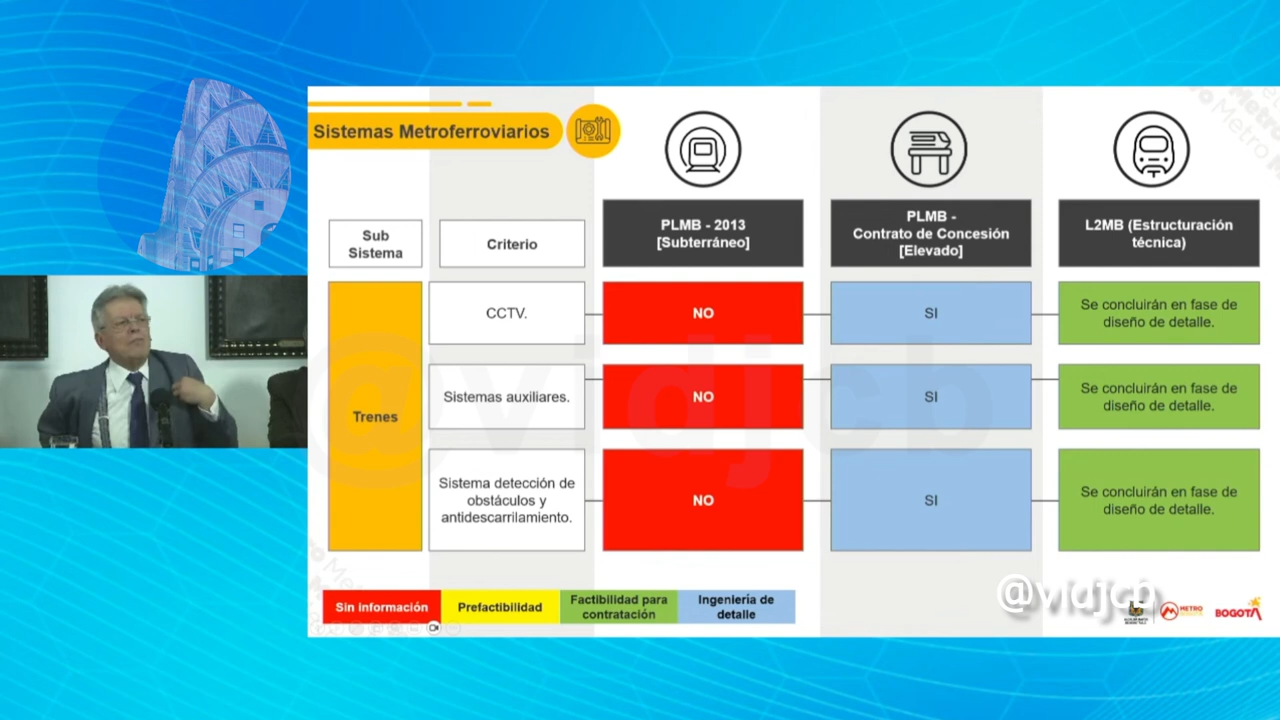 Sistemas Metroferroviarios
Sub
Sistema
Criterio
PLMB - 2013
[Subterráneo]
PLMB -
Contrato de Concesión
[Elevado]
L2MB (Estructuración
técnica)
Trenes
CCTV.
NO
SI
Se concluirán en fase de
diseño de detalle.
Sistemas auxiliares.
NO
SI
Se concluirán en fase de
diseño de detalle.
Sistema detección de
obstáculos y
antidescarrilamiento.
NO
SI
Se concluirán en fase de
diseño de detalle.
Sin información
Prefactibilidad
Factibilidad para
contratación
Ingeniería de
detalle
@vidjcb
@vidjcb
METRO
BOGOTÁ